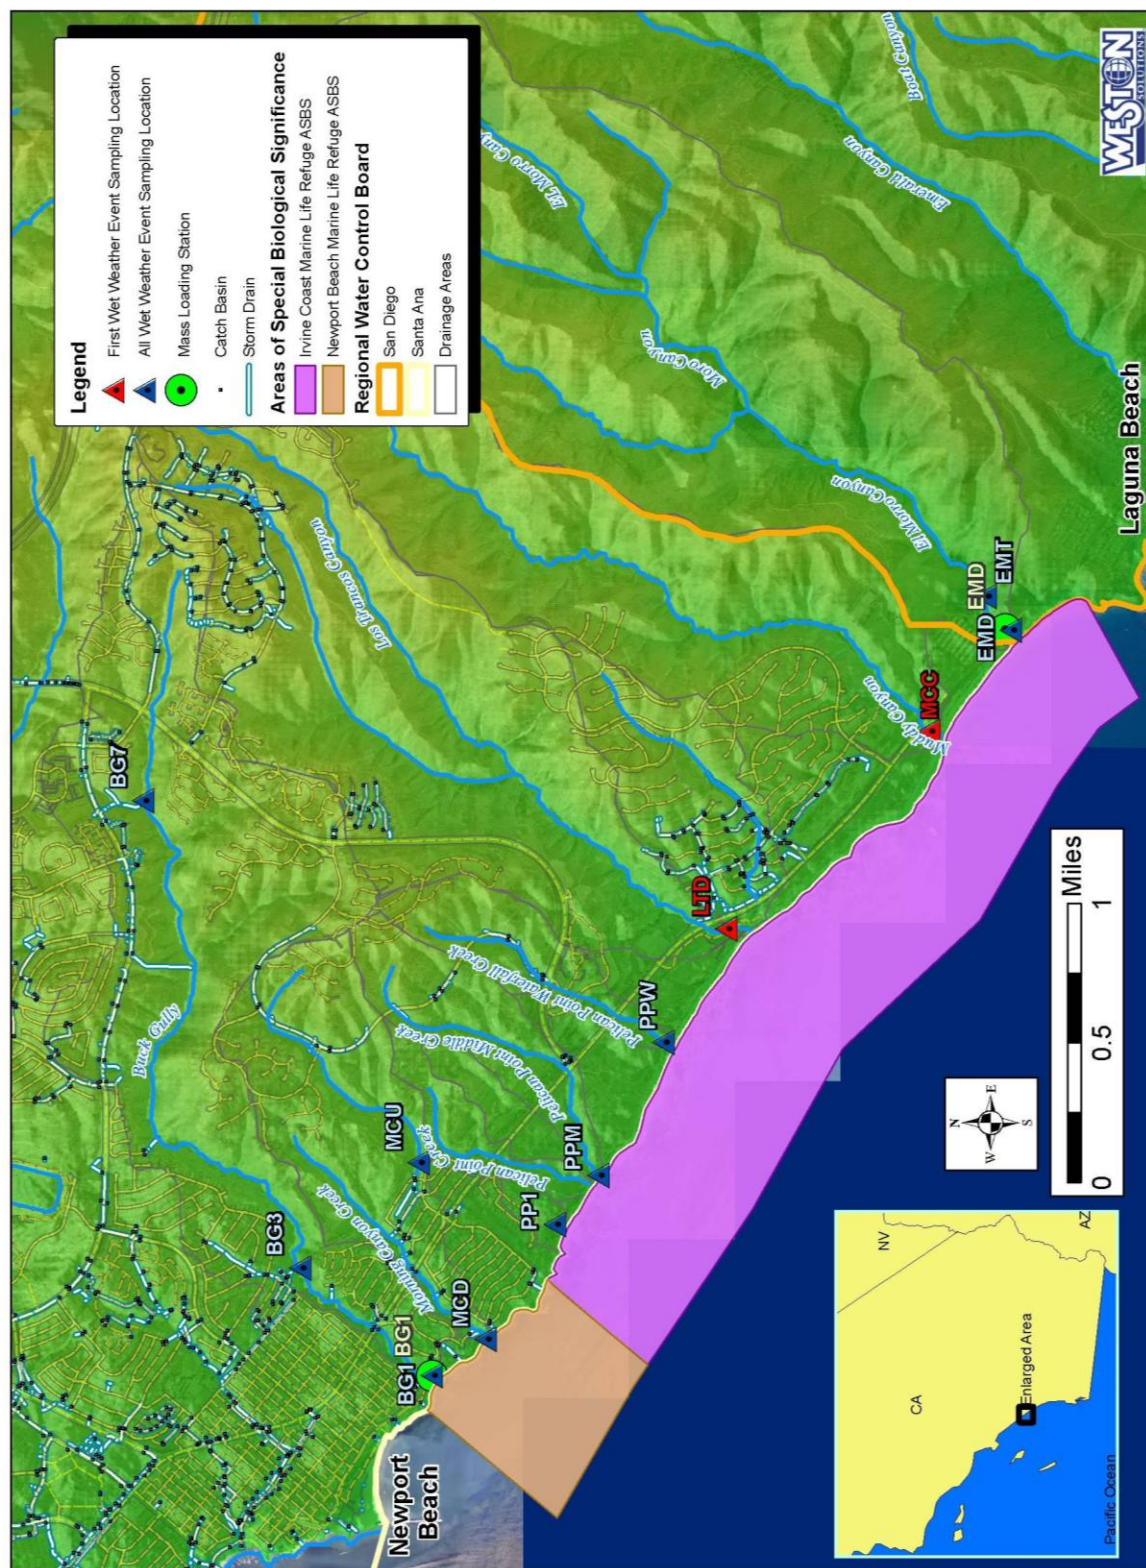 Legend
First Wet Weather Event Sampling Location
All Wet Weather Event Sampling Location
Mass Loading Station
Catch Basin
Storm Drain
Areas of Special Biological Significance
Irvine Coast Marine Life Refuge ASBS
Newport Beach Marine Life Refuge ASBS
Regional Water Control Board
San Diego
Santa Ana
Drainage Areas
WESTON
SOLUTIONS
BG7
Buck Gully
Los Trancos Canyon
El Morro Canyon
Boat Canyon
Emerald Canyon
Moro Canyon
El Morro Canyon
Muddy Canyon
BG3
MCU
Morning Canyon Creek
Pelican Point
Creek
Pelican Point Middle Creek
Pelican Point Waterfall Creek
BG1
BG1
MCD
PP1
PPM
PPW
LTD
MCC
EMD
EMD
EMT
Newport
Beach
Laguna Beach
CA
NV
AZ
Enlarged Area
Pacific Ocean
N
W
E
S
0
0.5
1
Miles